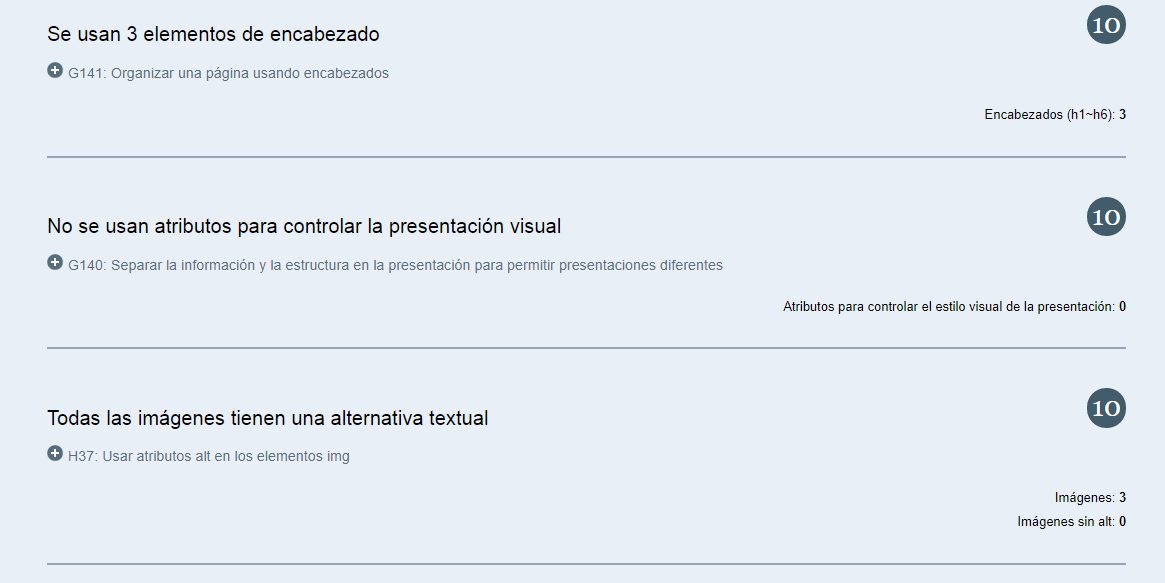 Se usan 3 elementos de encabezado
10
G141: Organizar una página usando encabezados
Encabezados (h1~h6): 3
No se usan atributos para controlar la presentación visual
10
G140: Separar la información y la estructura en la presentación para permitir presentaciones diferentes
Atributos para controlar el estilo visual de la presentación: 0
Todas las imágenes tienen una alternativa textual
10
H37: Usar atributos alt en los elementos img
Imágenes: 3
Imágenes sin alt: 0